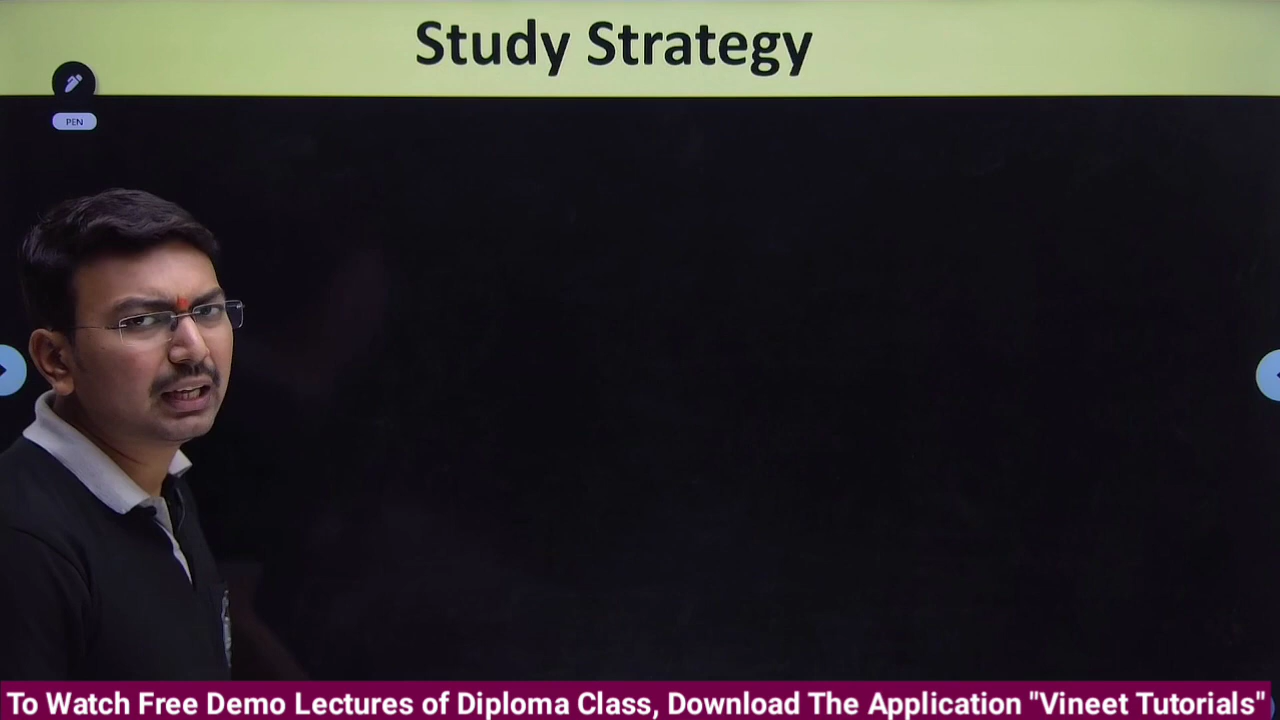 Study Strategy
PEN
To Watch Free Demo Lectures of Diploma Class, Download The Application "Vineet Tutorials"